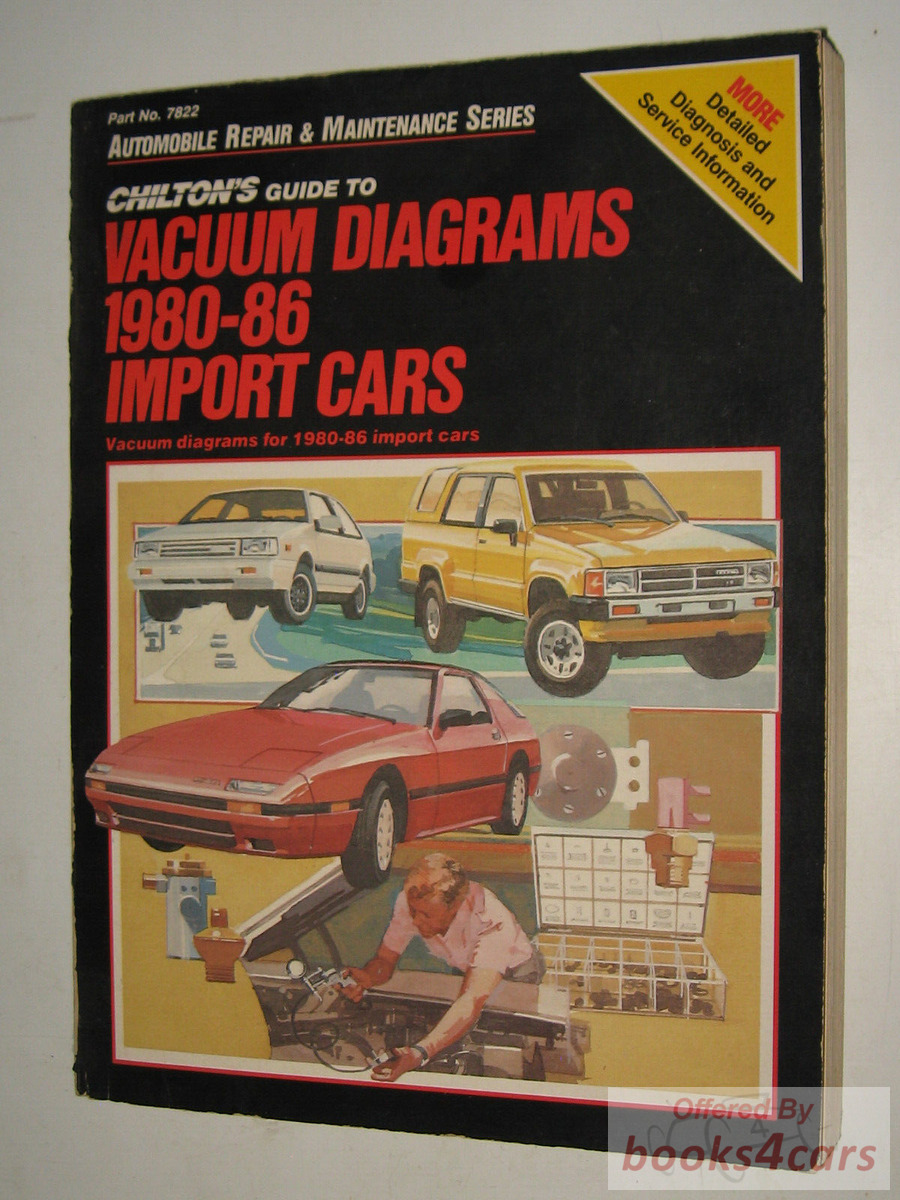 Part No. 7822
AUTOMOBILE REPAIR & MAINTENANCE SERIES
MORE
Detailed
Diagnosis and
Service Information
CHILTON'S GUIDE TO
VACUUM DIAGRAMS
1980-86
IMPORT CARS
Vacuum diagrams for 1980-86 import cars
Offered By
books4cars